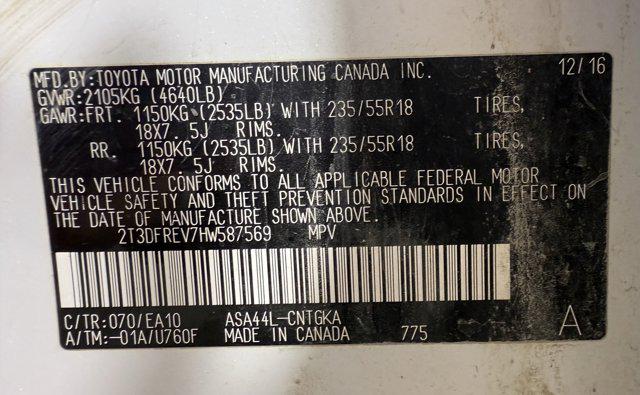 MFD.BY:TOYOTA MOTOR MANUFACTURING CANADA INC. 12/16
GVWR:2105KG (4640LB)
GAWR:FRT. 1150KG (2535LB) WITH 235/55R18 TIRES,
18X7.5J RIMS.
RR. 1150KG (2535LB) WITH 235/55R18 TIRES,
18X7.5J RIMS.
THIS VEHICLE CONFORMS TO ALL APPLICABLE FEDERAL MOTOR
VEHICLE SAFETY AND THEFT PREVENTION STANDARDS IN EFFECT ON
THE DATE OF MANUFACTURE SHOWN ABOVE.
2T3DFREV7HW587569 MPV
C/TR:070/EA10 ASA44L-CNTGKA
A/TM:-01A/U760F MADE IN CANADA 775 A